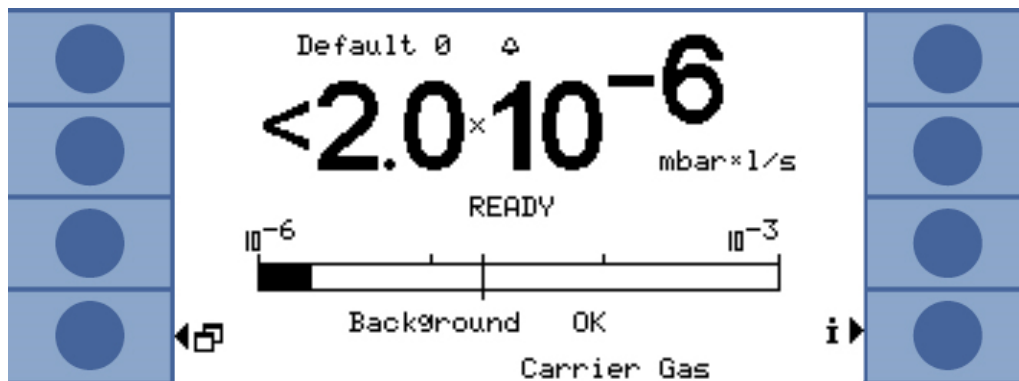 Default 0
<2.0×10⁻⁶
mbar×l/s
READY
10⁻⁶ 10⁻³
Background OK
i
Carrier Gas